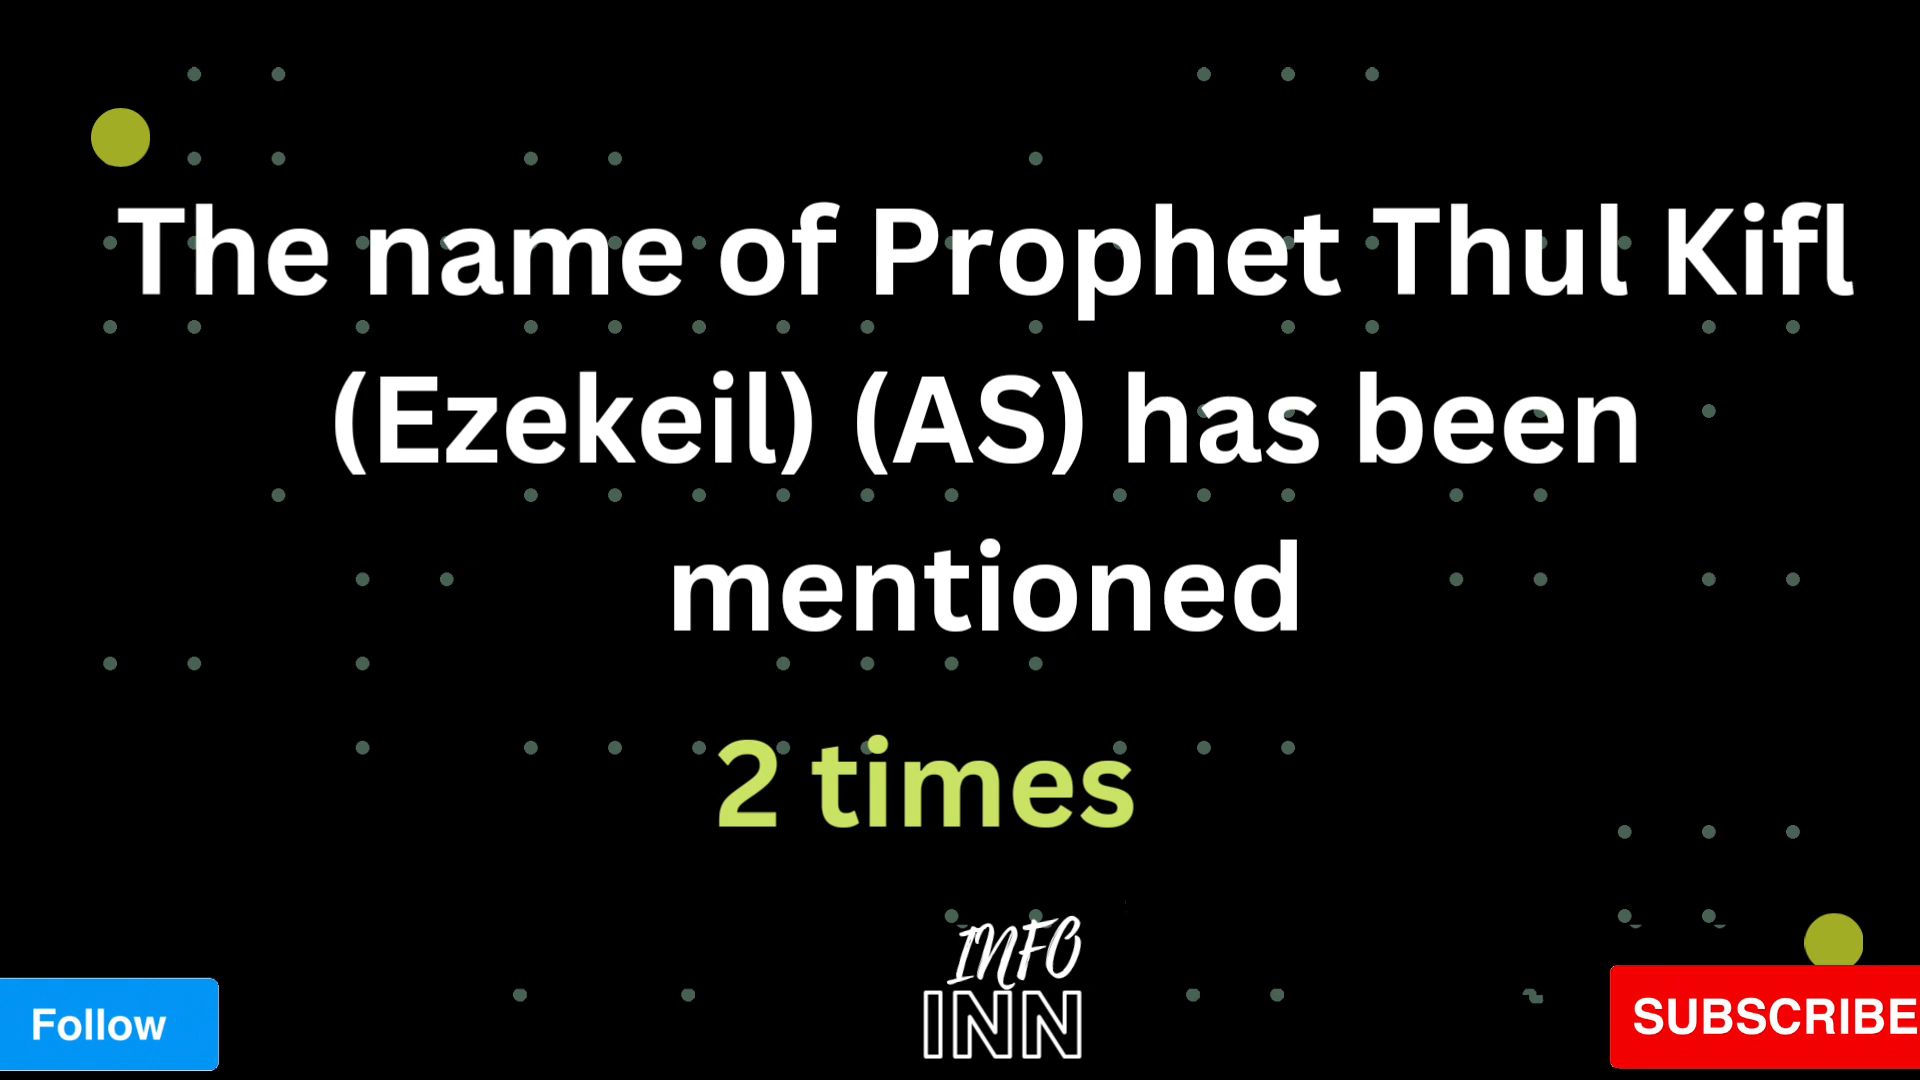 The name of Prophet Thul Kifl
(Ezekeil) (AS) has been
mentioned
2 times
INFO
INN
Follow
SUBSCRIBE